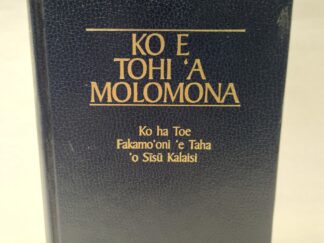 KO E
TOHI ‘A
MOLOMONA
Ko ha Toe
Fakamo‘oni ‘e Taha
‘o Sīsū Kalaisi